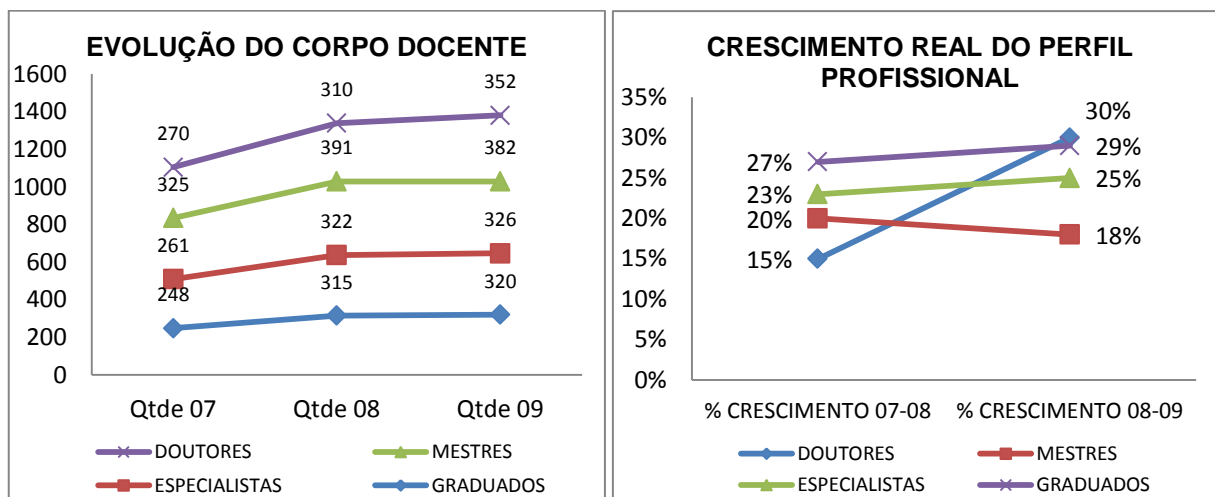 EVOLUÇÃO DO CORPO DOCENTE
1600
1400
1200
1000
800
600
400
200
0
270
310
352
325
391
382
261
322
326
248
315
320
Qtde 07
Qtde 08
Qtde 09
DOUTORES
MESTRES
ESPECIALISTAS
GRADUADOS
CRESCIMENTO REAL DO PERFIL
PROFISSIONAL
35%
30%
25%
20%
15%
10%
5%
0%
27%
23%
20%
15%
30%
29%
25%
18%
% CRESCIMENTO 07-08
% CRESCIMENTO 08-09
DOUTORES
MESTRES
ESPECIALISTAS
GRADUADOS